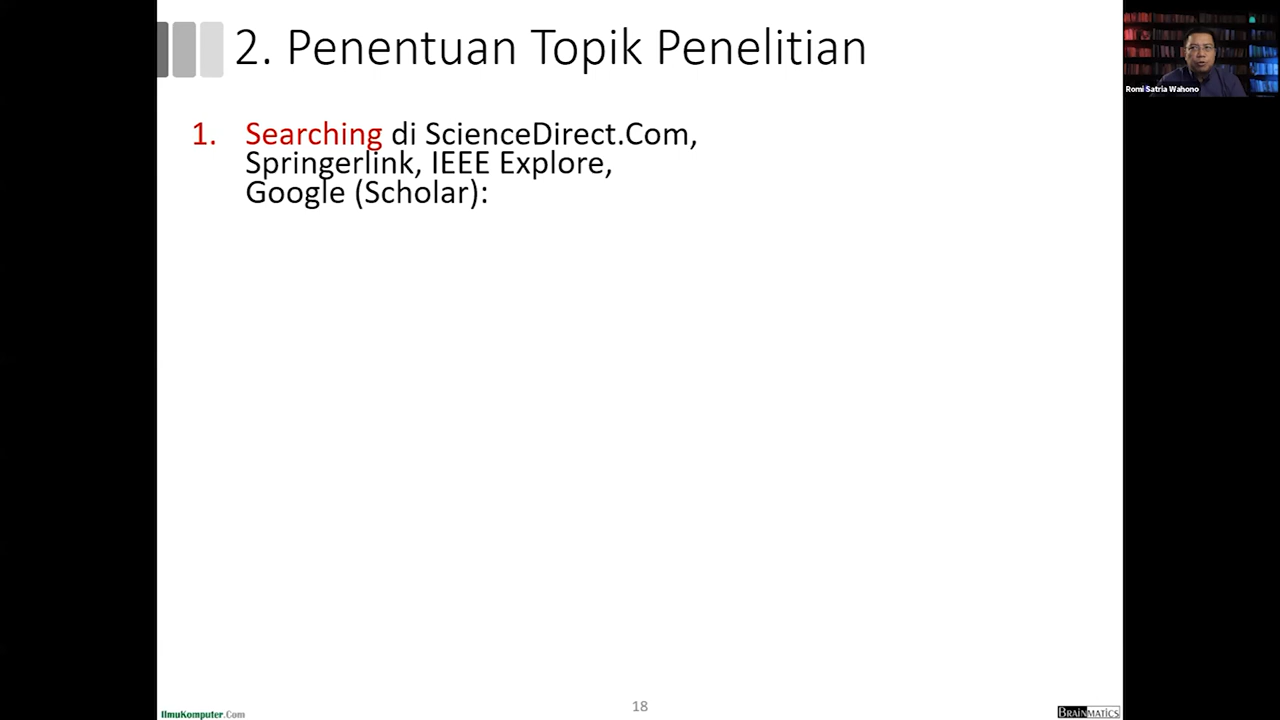 2. Penentuan Topik Penelitian
1. Searching di ScienceDirect.Com,
Springerlink, IEEE Explore,
Google (Scholar):
Romi Satria Wahono
18
IlmuKomputer.Com
BRAINMATICS